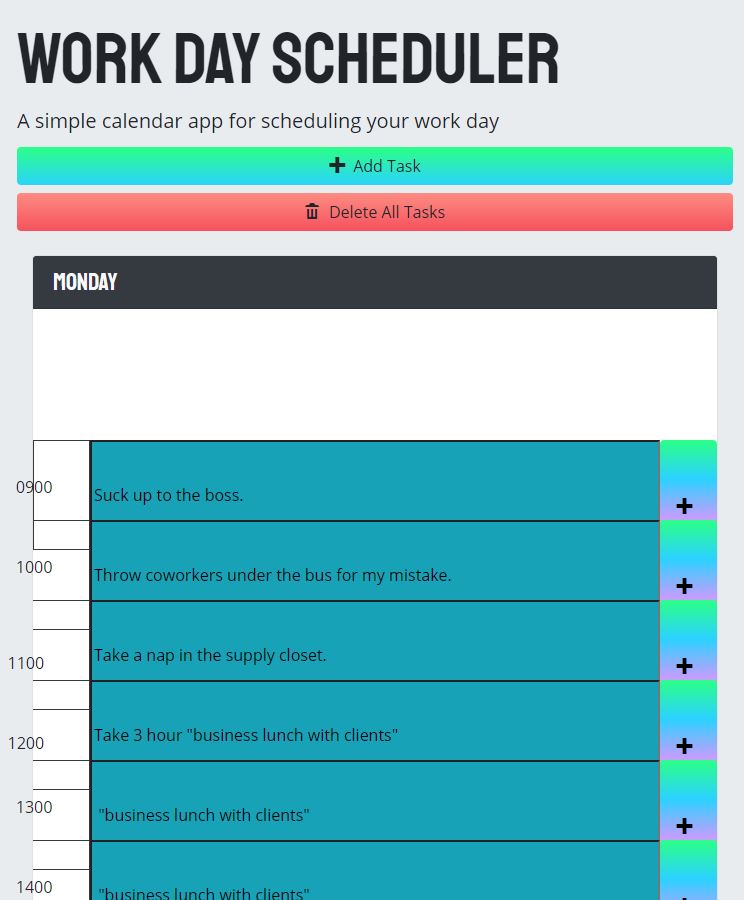 WORK DAY SCHEDULER
A simple calendar app for scheduling your work day
Add Task
Delete All Tasks
MONDAY
0900 Suck up to the boss.
1000 Throw coworkers under the bus for my mistake.
1100 Take a nap in the supply closet.
1200 Take 3 hour "business lunch with clients"
1300 "business lunch with clients"
1400 "business lunch with clients"